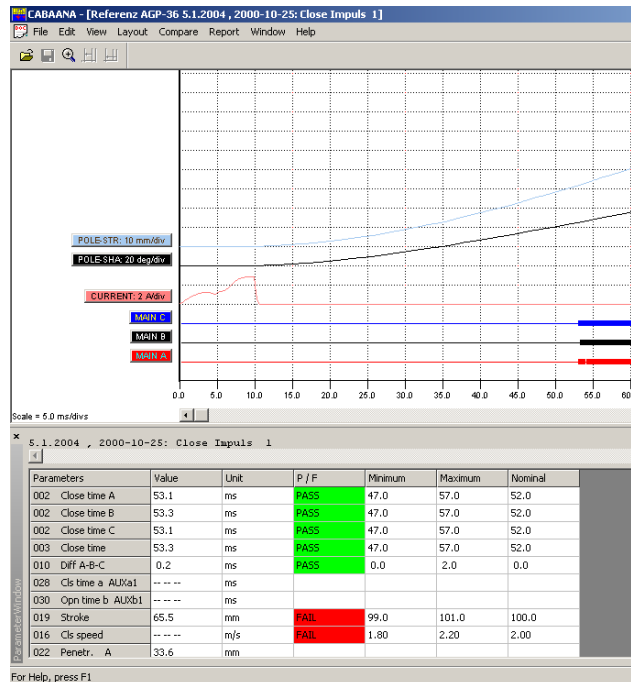 CABAANA - [Referenz AGP-36 5.1.2004 , 2000-10-25: Close Impuls 1]
File Edit View Layout Compare Report Window Help
POLE-STR: 10 mm/div
POLE-SHA: 20 deg/div
CURRENT: 2 A/div
MAIN C
MAIN B
MAIN A
0.0 5.0 10.0 15.0 20.0 25.0 30.0 35.0 40.0 45.0 50.0 55.0 60
Scale = 5.0 ms/divs
5.1.2004 , 2000-10-25: Close Impuls 1
Parameters Value Unit P / F Minimum Maximum Nominal
002 Close time A 53.1 ms PASS 47.0 57.0 52.0
002 Close time B 53.3 ms PASS 47.0 57.0 52.0
002 Close time C 53.1 ms PASS 47.0 57.0 52.0
003 Close time 53.3 ms PASS 47.0 57.0 52.0
010 Diff A-B-C 0.2 ms PASS 0.0 2.0 0.0
028 Cls time a AUXa1 -- -- -- ms
030 Opn time b AUXb1 -- -- -- ms
019 Stroke 65.5 mm FAIL 99.0 101.0 100.0
016 Cls speed -- -- -- m/s FAIL 1.80 2.20 2.00
022 Penetr. A 33.6 mm
ParameterWindow
For Help, press F1